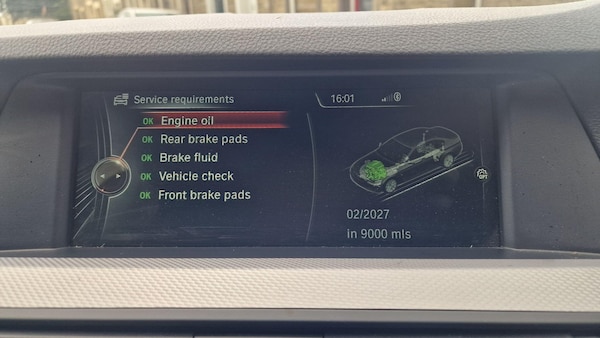 Service requirements
16:01
OK Engine oil
OK Rear brake pads
OK Brake fluid
OK Vehicle check
OK Front brake pads
OPT
02/2027
in 9000 mls